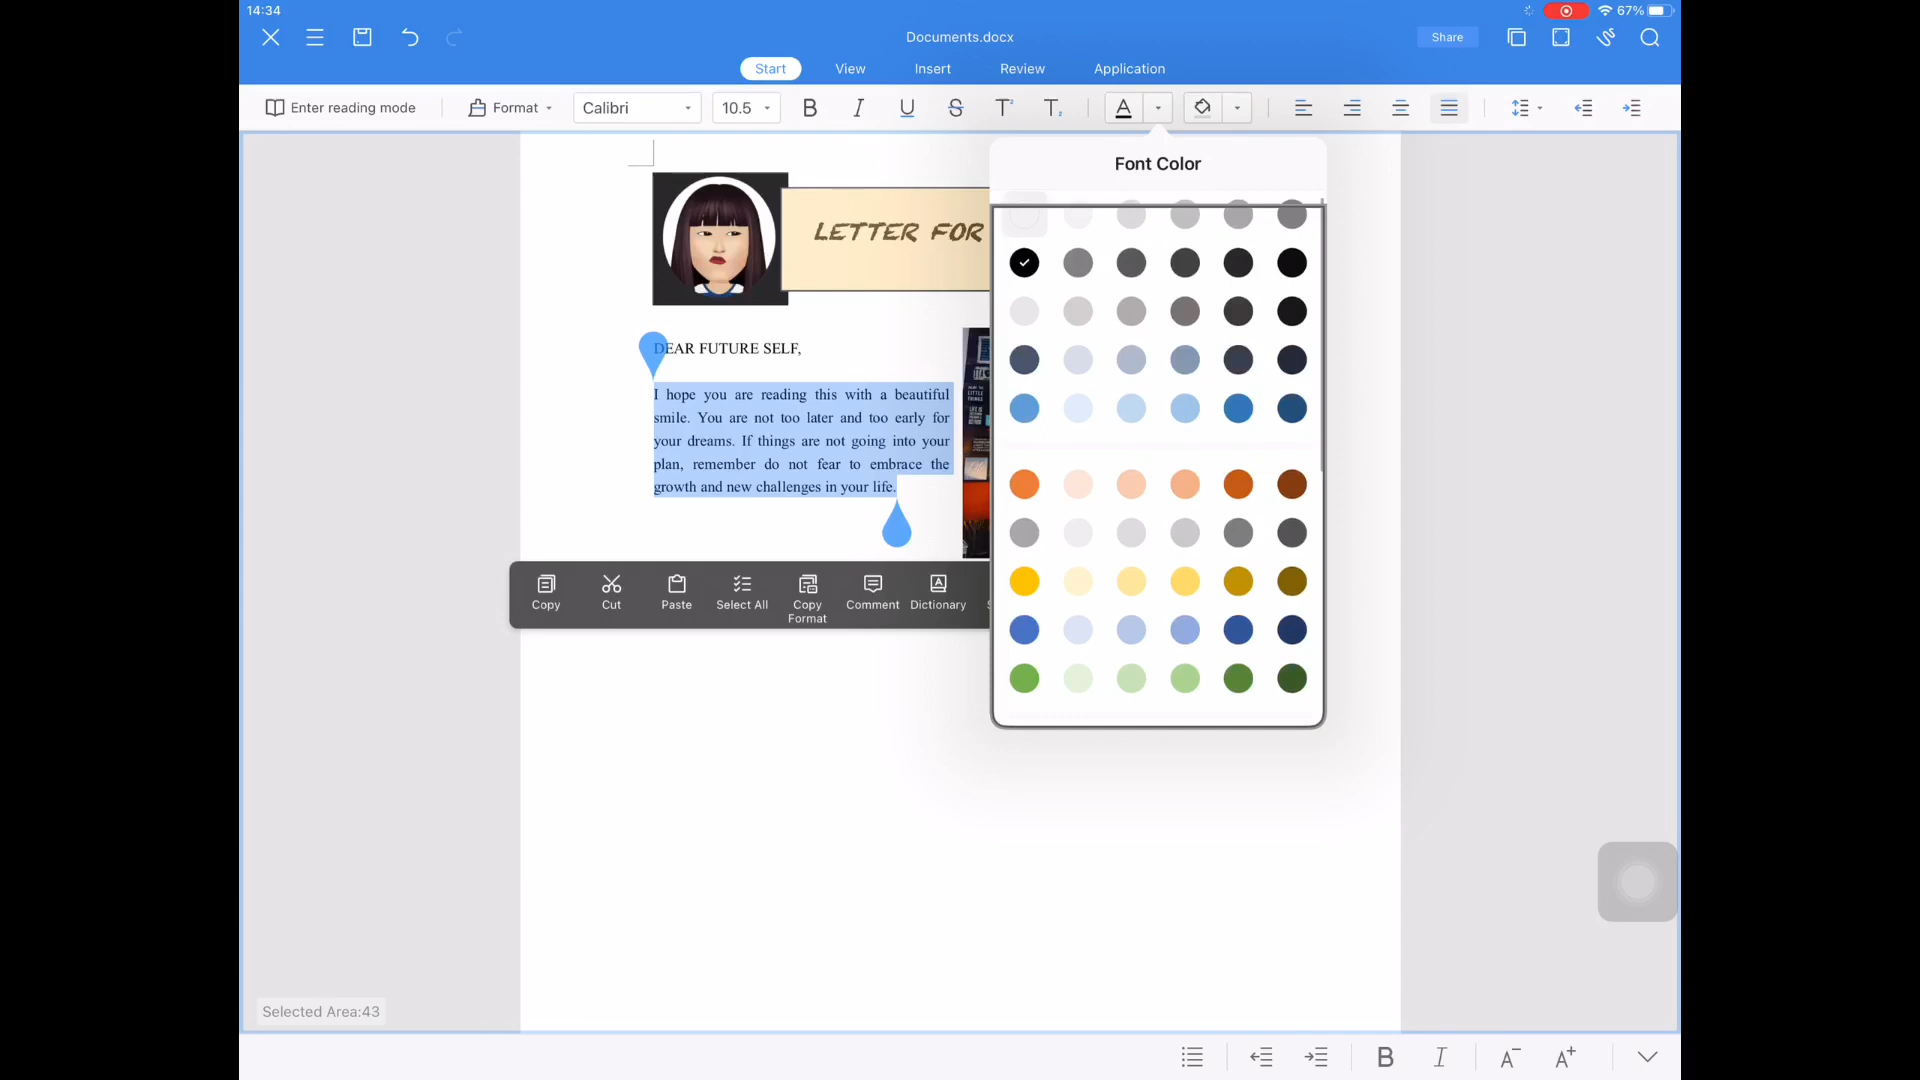 14:34
67%
Documents.docx
Share
Start View Insert Review Application
Enter reading mode Format Calibri 10.5 B I U S T T A
Font Color
LETTER FOR
DEAR FUTURE SELF,
I hope you are reading this with a beautiful
smile. You are not too later and too early for
your dreams. If things are not going into your
plan, remember do not fear to embrace the
growth and new challenges in your life.
Copy Cut Paste Select All Copy Format Comment Dictionary
Selected Area:43
B I A⁻ A⁺